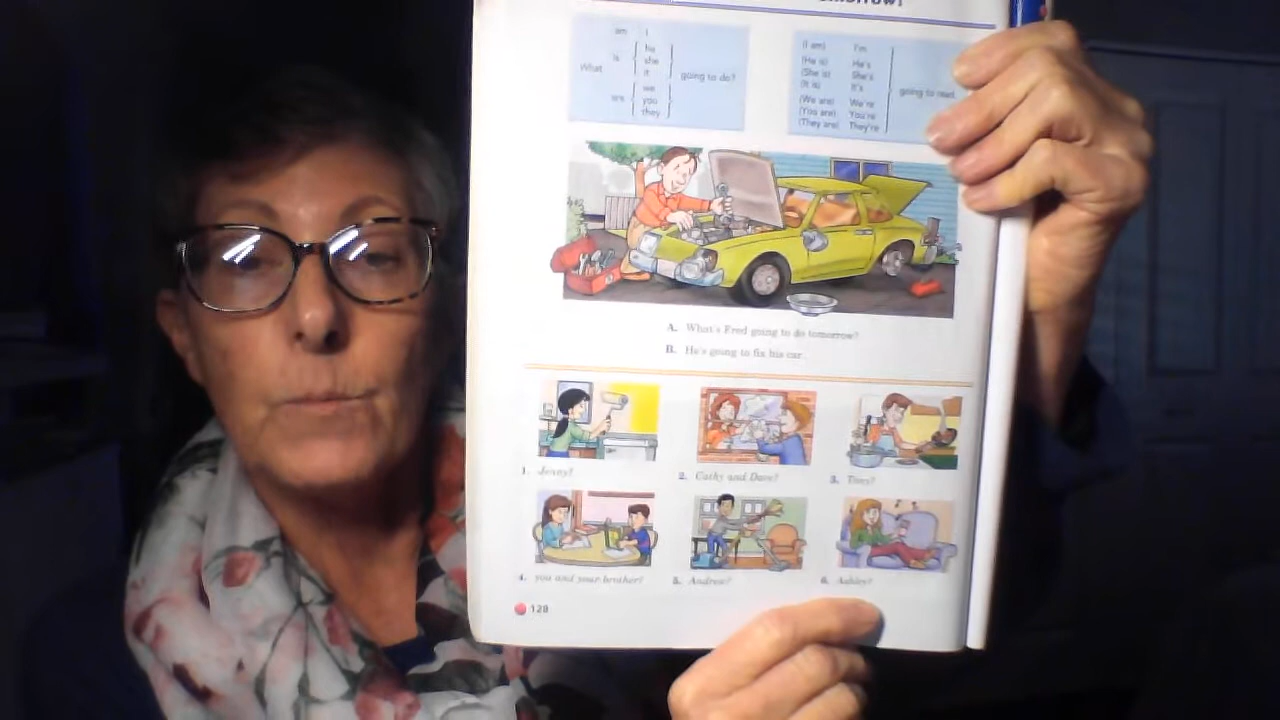 am I
he
is she
it
What going to do?
we
are you
they
(I am) I'm
(He is) He's
(She is) She's
(It is) It's
going to read.
(We are) We're
(You are) You're
(They are) They're
A. What's Fred going to do tomorrow?
B. He's going to fix his car.
1. Jenny?
2. Cathy and Dave?
3. Tony?
4. you and your brother?
5. Andrew?
6. Ashley?
128